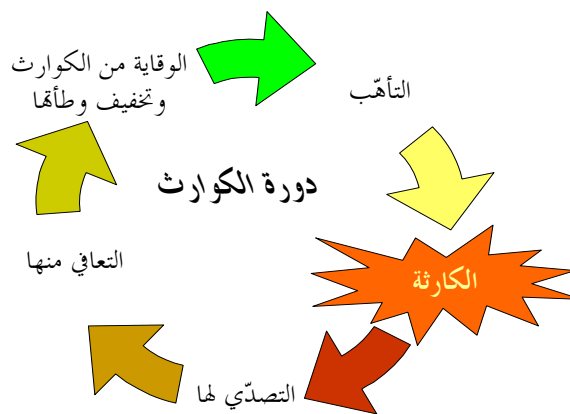 الوقاية من الكوارث
وتخفيف وطأتها
التأهّب
دورة الكوارث
الكارثة
التعافي منها
التصدّي لها